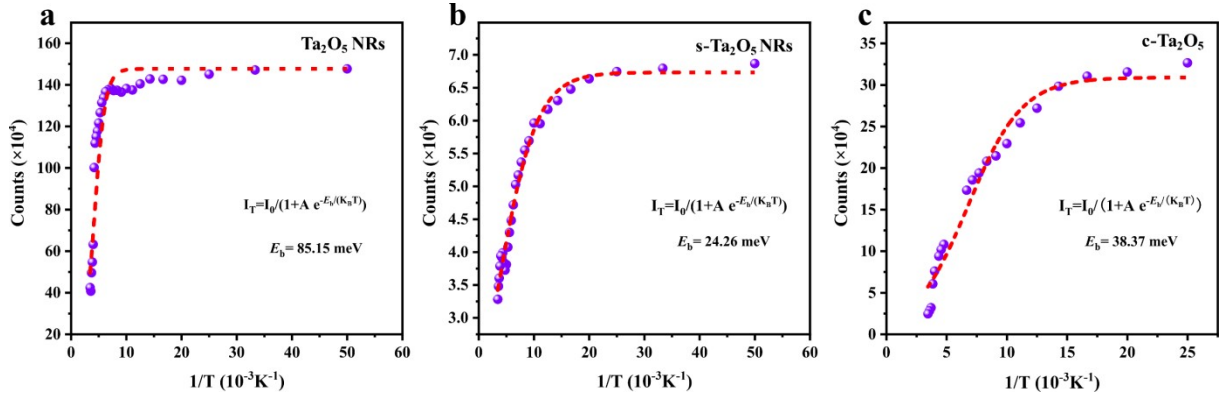 a
Ta₂O₅ NRs
160
140
120
100
80
60
40
20
0 10 20 30 40 50 60
Counts (×10⁴)
1/T (10⁻³K⁻¹)
I_T=I₀/(1+A e^{-E_b/(K_BT)})
E_b= 85.15 meV
b
s-Ta₂O₅ NRs
7.0
6.5
6.0
5.5
5.0
4.5
4.0
3.5
3.0
0 10 20 30 40 50 60
Counts (×10⁴)
1/T (10⁻³K⁻¹)
I_T=I₀/(1+A e^{-E_b/(K_BT)})
E_b= 24.26 meV
c
c-Ta₂O₅
35
30
25
20
15
10
5
0
0 5 10 15 20 25
Counts (×10⁴)
1/T (10⁻³K⁻¹)
I_T=I₀/(1+A e^{-E_b/(K_BT)})
E_b= 38.37 meV